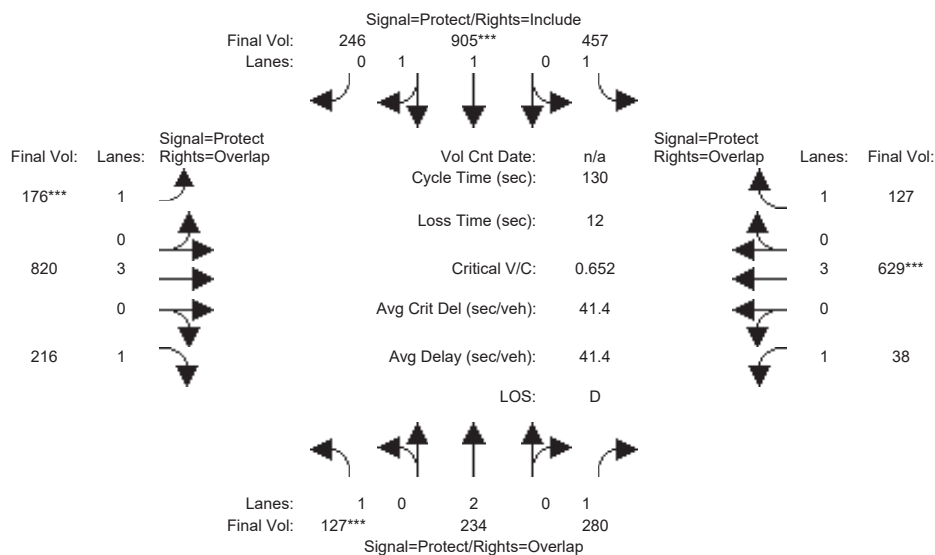 Signal=Protect/Rights=Include
Final Vol: 246 905*** 457
Lanes: 0 1 1 0 1
Signal=Protect
Final Vol: Lanes: Rights=Overlap
Vol Cnt Date: n/a
Signal=Protect
Rights=Overlap Lanes: Final Vol:
Cycle Time (sec): 130
176*** 1
1 127
Loss Time (sec): 12
0
0
820 3
Critical V/C: 0.652
3 629***
0
Avg Crit Del (sec/veh): 41.4
0
216 1
Avg Delay (sec/veh): 41.4
1 38
LOS: D
Lanes: 1 0 2 0 1
Final Vol: 127*** 234 280
Signal=Protect/Rights=Overlap